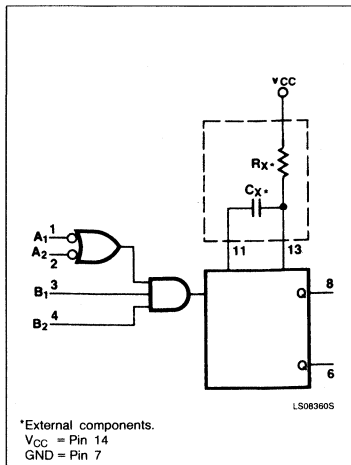 VCC
RX*
CX*
11 13
A1 1
A2 2
B1 3
B2 4
Q 8
Q 6
LS08360S
*External components.
VCC = Pin 14
GND = Pin 7